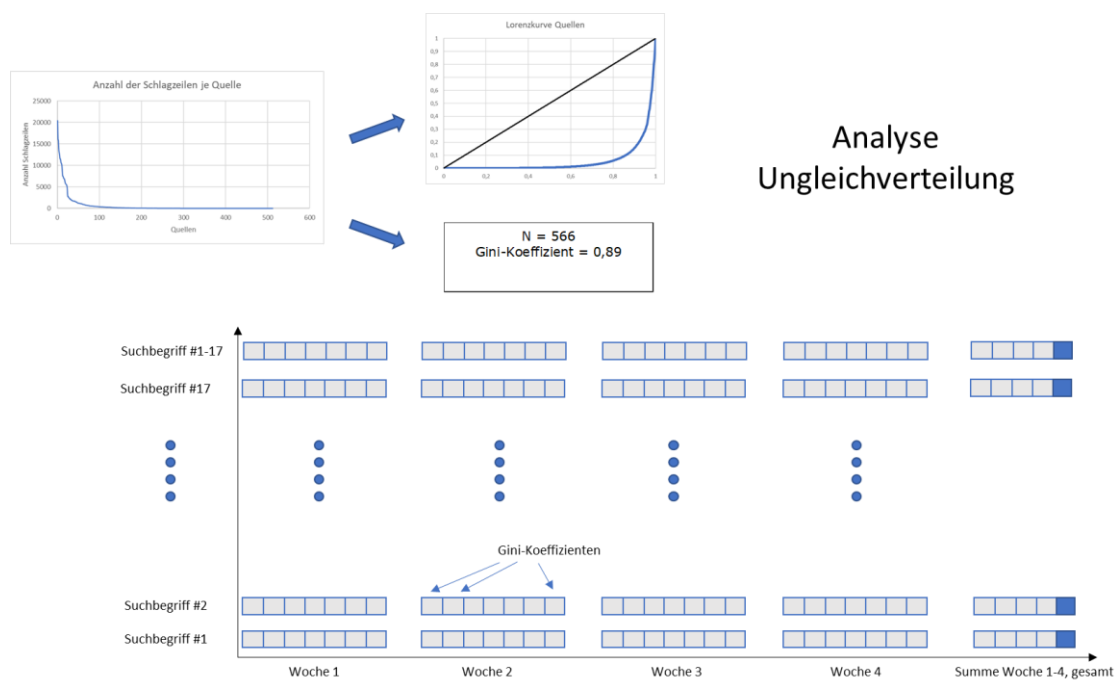 Anzahl der Schlagzeilen je Quelle
Anzahl Schlagzeilen
25000
20000
15000
10000
5000
0
0 100 200 300 400 500 600
Quellen
Lorenzkurve Quellen
1
0,9
0,8
0,7
0,6
0,5
0,4
0,3
0,2
0,1
0
0 0,2 0,4 0,6 0,8 1
N = 566
Gini-Koeffizient = 0,89
Analyse
Ungleichverteilung
Suchbegriff #1-17
Suchbegriff #17
Gini-Koeffizienten
Suchbegriff #2
Suchbegriff #1
Woche 1 Woche 2 Woche 3 Woche 4 Summe Woche 1-4, gesamt